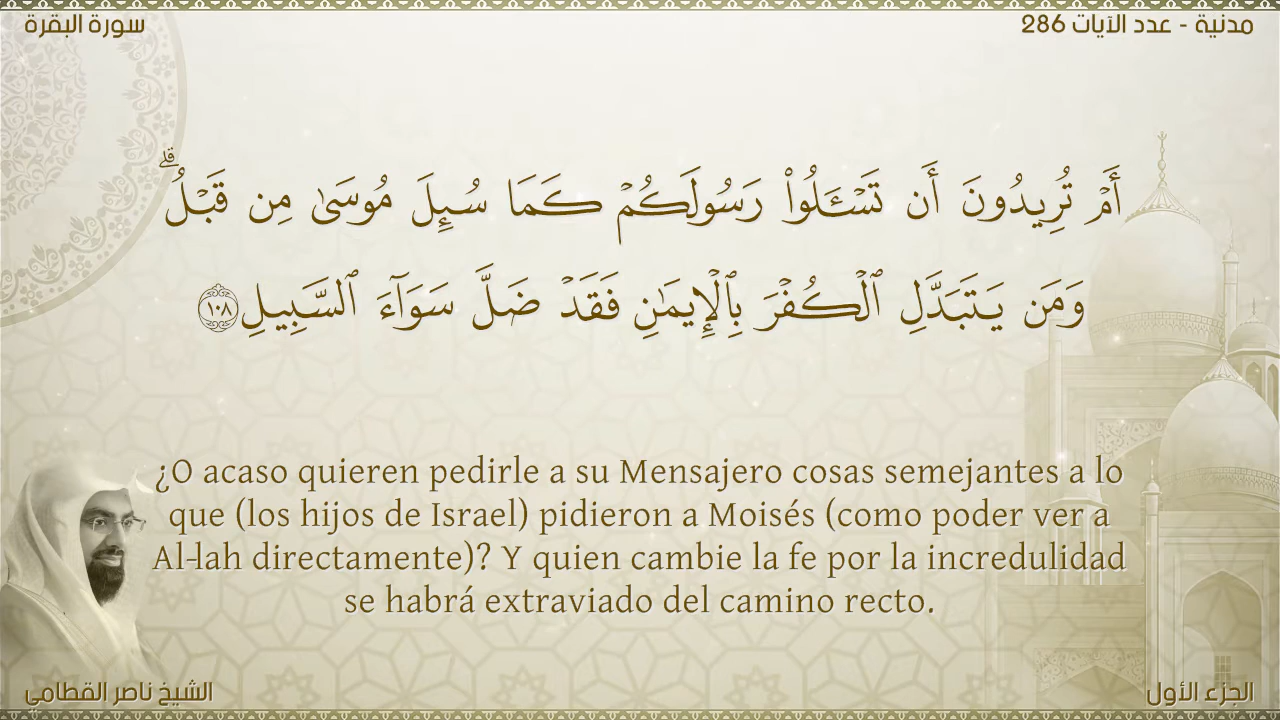 سورة البقرة
مدنية - عدد الآيات 286
أَمْ تُرِيدُونَ أَن تَسْـَٔلُوا۟ رَسُولَكُمْ كَمَا سُئِلَ مُوسَىٰ مِن قَبْلُ ۗ
وَمَن يَتَبَدَّلِ ٱلْكُفْرَ بِٱلْإِيمَـٰنِ فَقَدْ ضَلَّ سَوَآءَ ٱلسَّبِيلِ ١٠٨
¿O acaso quieren pedirle a su Mensajero cosas semejantes a lo
que (los hijos de Israel) pidieron a Moisés (como poder ver a
Al-lah directamente)? Y quien cambie la fe por la incredulidad
se habrá extraviado del camino recto.
الشيخ ناصر القطامي
الجزء الأول